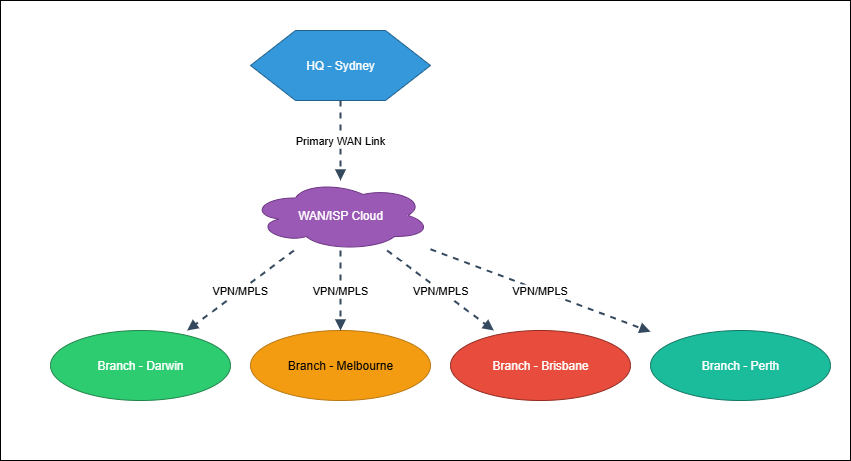 HQ - Sydney
Primary WAN Link
WAN/ISP Cloud
VPN/MPLS
VPN/MPLS
VPN/MPLS
VPN/MPLS
Branch - Darwin
Branch - Melbourne
Branch - Brisbane
Branch - Perth